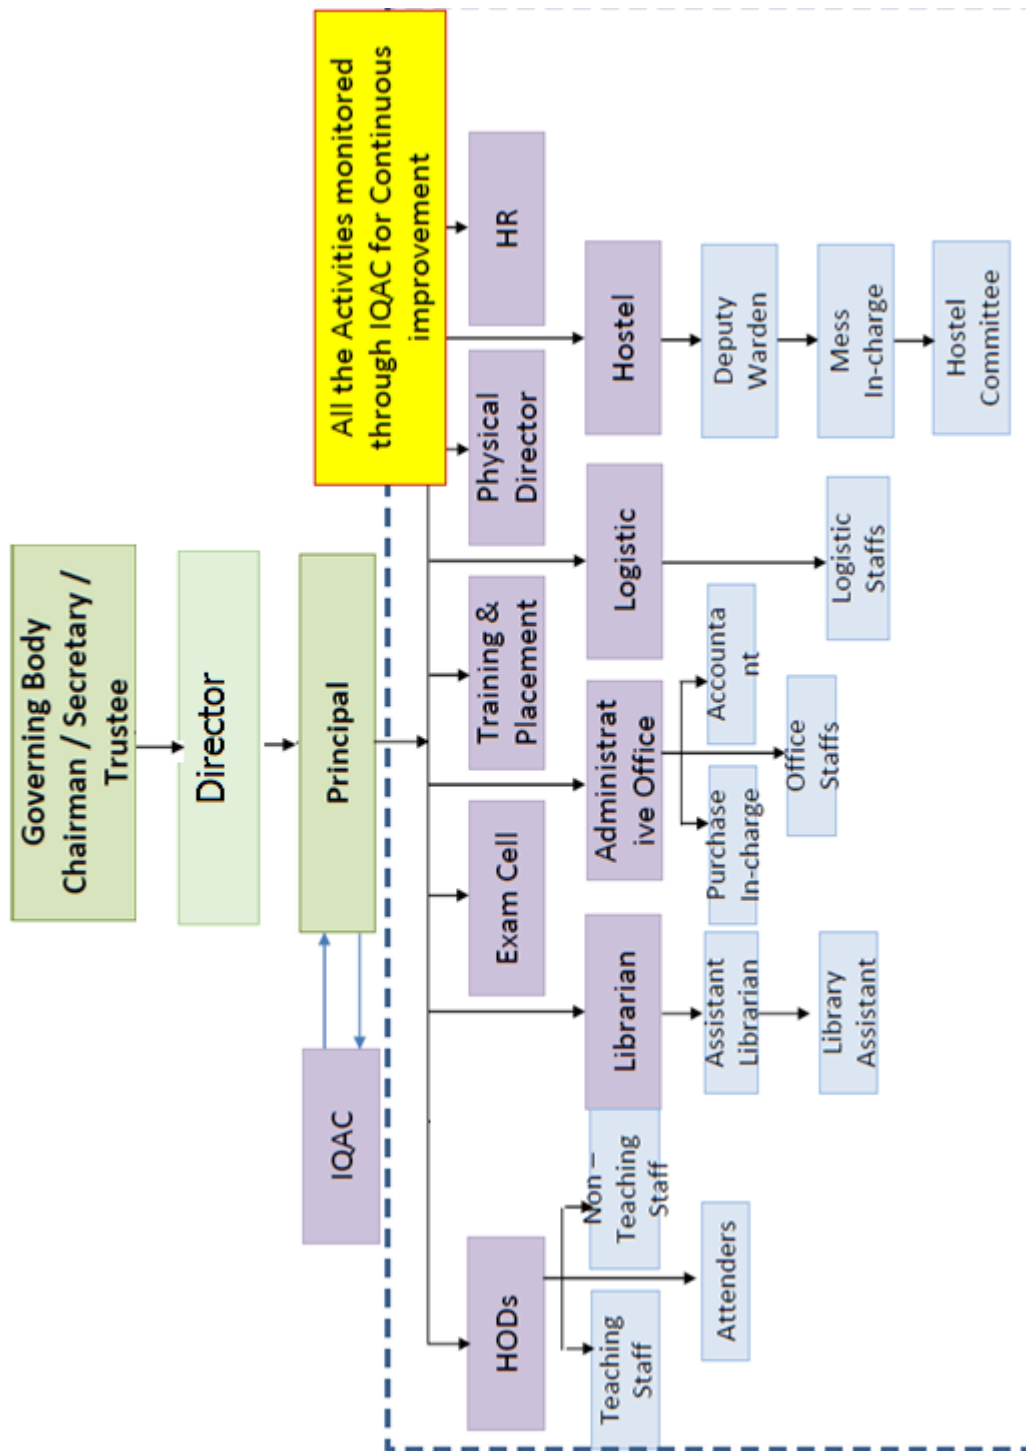 Governing Body
Chairman / Secretary /
Trustee
Director
Principal
IQAC
All the Activities monitored
through IQAC for Continuous
improvement
HODs
Exam Cell
Training &
Placement
Physical
Director
HR
Teaching
Staff
Non –
Teaching
Staff
Attenders
Librarian
Assistant
Librarian
Library
Assistant
Administrat
ive Office
Purchase
In-charge
Accounta
nt
Office
Staffs
Logistic
Logistic
Staffs
Hostel
Deputy
Warden
Mess
In-charge
Hostel
Committee